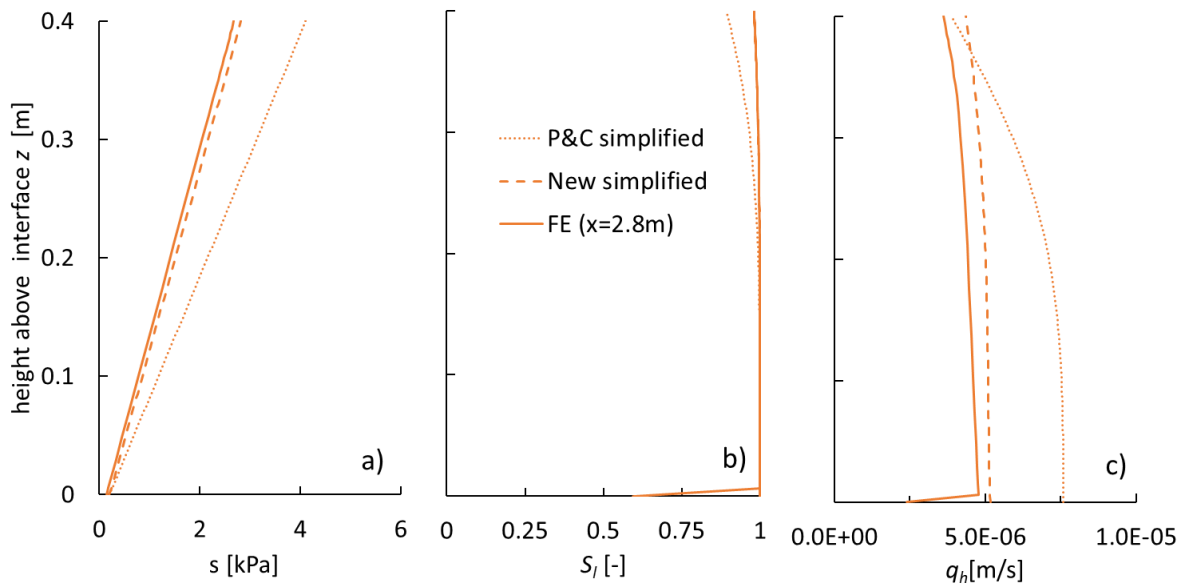 height above interface z [m]
0.4
0.3
0.2
0.1
0
0
2
4
6
s [kPa]
a)
P&C simplified
New simplified
FE (x=2.8m)
b)
0
0.25
0.5
0.75
1
S_l [-]
c)
0.0E+00
5.0E-06
1.0E-05
q_h[m/s]